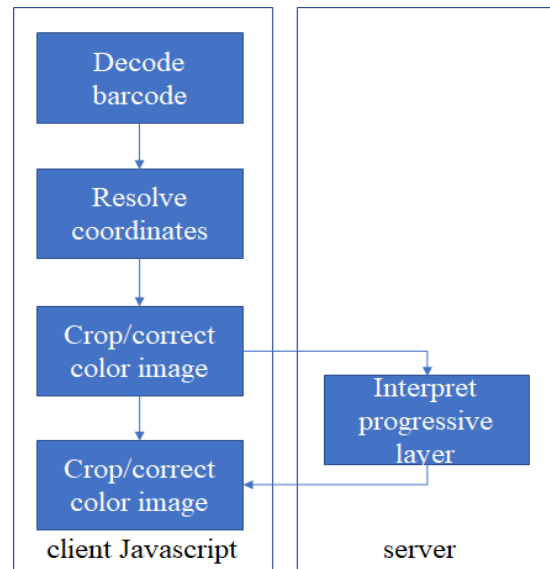 Decode
barcode
Resolve
coordinates
Crop/correct
color image
Interpret
progressive
layer
Crop/correct
color image
client Javascript
server